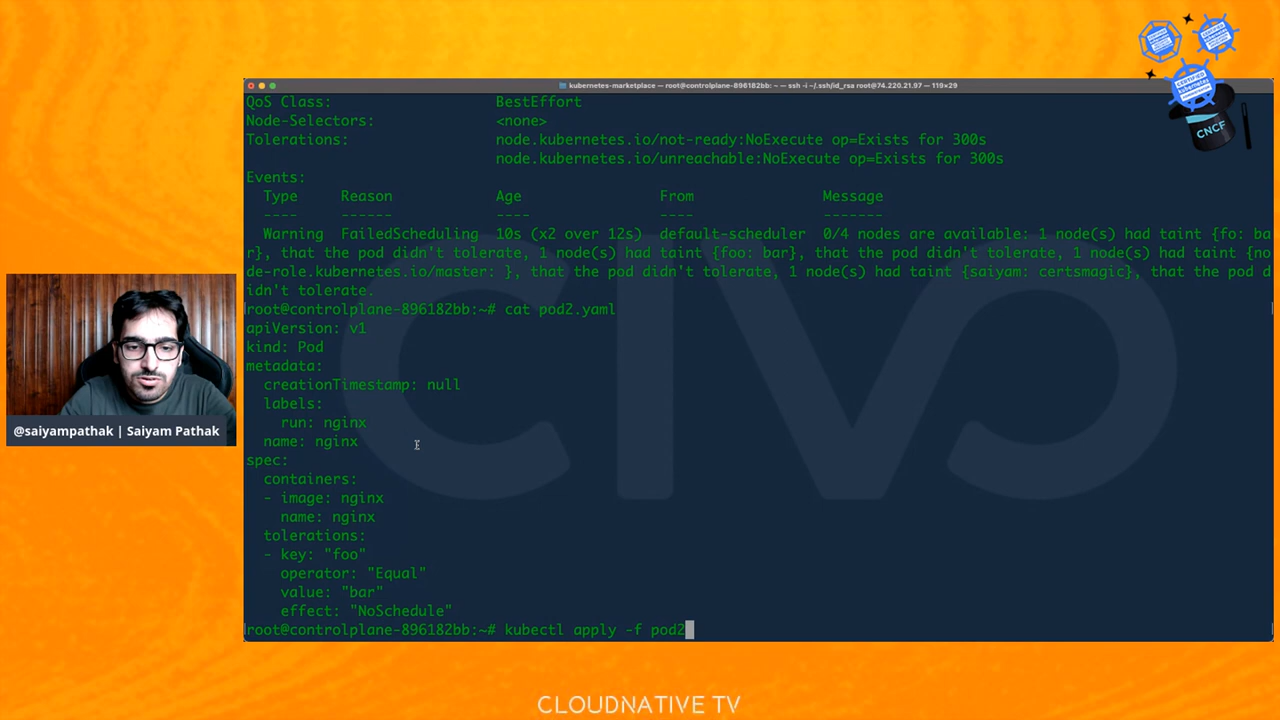 kubernetes-marketplace — root@controlplane-896182bb: ~ — ssh -i ~/.ssh/id_rsa root@74.220.21.97 — 119×29
QoS Class: BestEffort
Node-Selectors: <none>
Tolerations: node.kubernetes.io/not-ready:NoExecute op=Exists for 300s
node.kubernetes.io/unreachable:NoExecute op=Exists for 300s
Events:
Type Reason Age From Message
---- ------ ---- ---- -------
Warning FailedScheduling 10s (x2 over 12s) default-scheduler 0/4 nodes are available: 1 node(s) had taint {fo: ba
r}, that the pod didn't tolerate, 1 node(s) had taint {foo: bar}, that the pod didn't tolerate, 1 node(s) had taint {no
de-role.kubernetes.io/master: }, that the pod didn't tolerate, 1 node(s) had taint {saiyam: certsmagic}, that the pod d
idn't tolerate.
root@controlplane-896182bb:~# cat pod2.yaml
apiVersion: v1
kind: Pod
metadata:
  creationTimestamp: null
  labels:
    run: nginx
  name: nginx
spec:
  containers:
  - image: nginx
    name: nginx
  tolerations:
  - key: "foo"
    operator: "Equal"
    value: "bar"
    effect: "NoSchedule"
root@controlplane-896182bb:~# kubectl apply -f pod2
CIVO
@saiyampathak | Saiyam Pathak
CNCF
CLOUDNATIVE TV